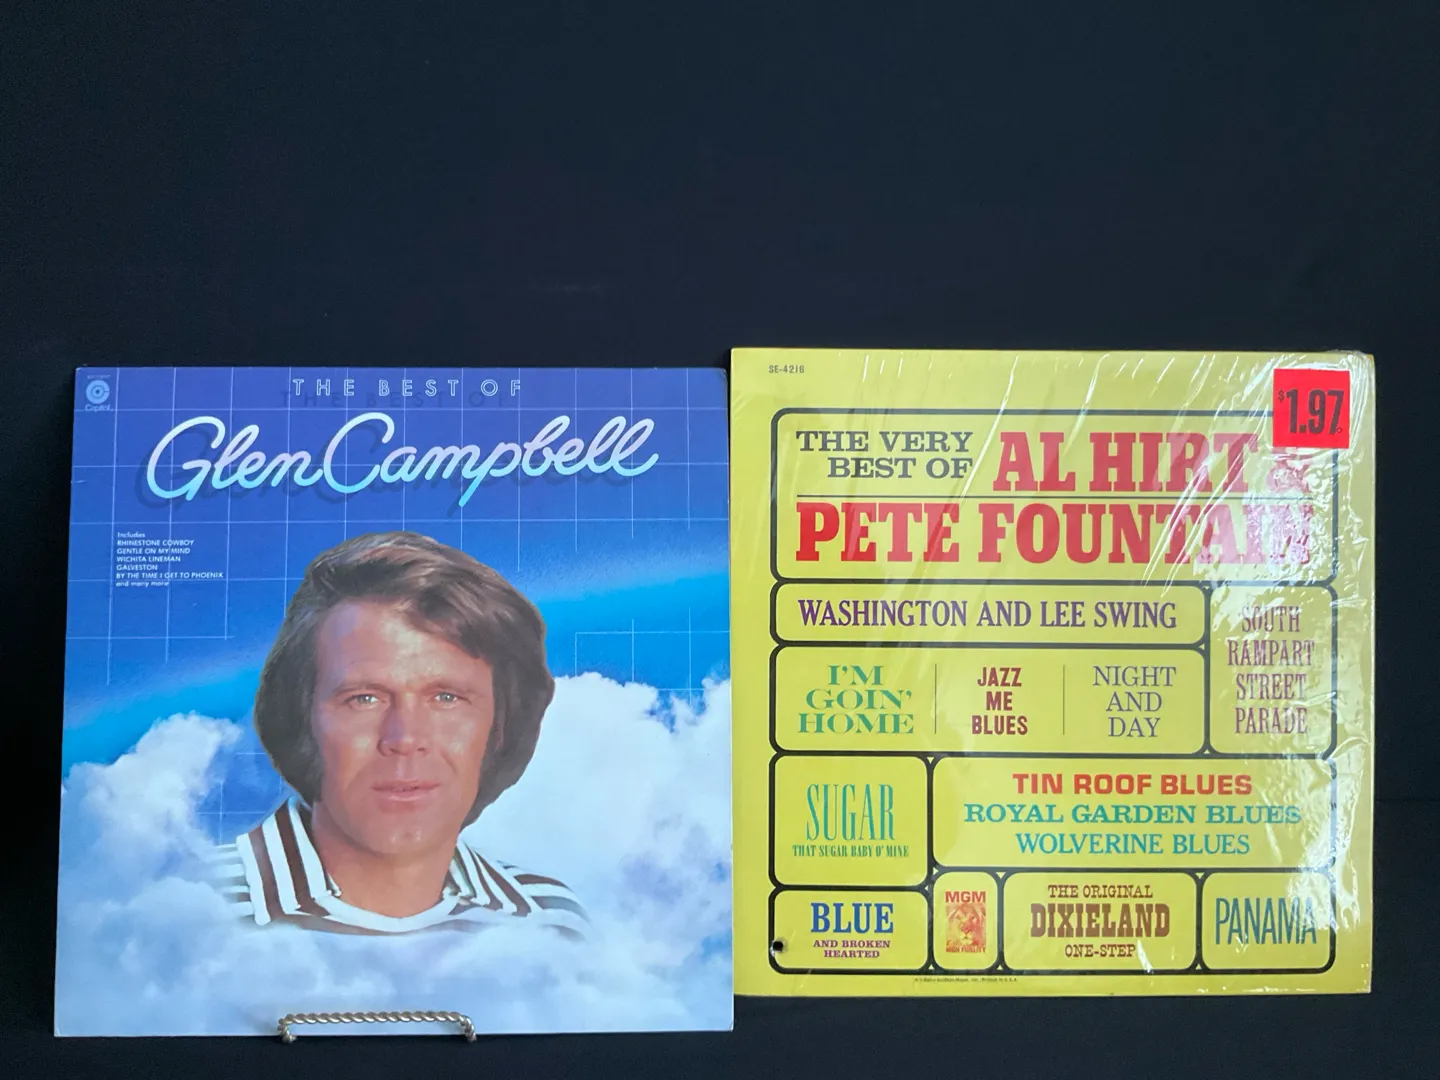 Capitol
THE BEST OF
Glen Campbell
Includes
RHINESTONE COWBOY
GENTLE ON MY MIND
WICHITA LINEMAN
GALVESTON
BY THE TIME I GET TO PHOENIX
and many more
SE-4216
$1.97
THE VERY
BEST OF
AL HIRT &
PETE FOUNTAIN
WASHINGTON AND LEE SWING
SOUTH
RAMPART
STREET
PARADE
I'M
GOIN'
HOME
JAZZ
ME
BLUES
NIGHT
AND
DAY
SUGAR
THAT SUGAR BABY O' MINE
TIN ROOF BLUES
ROYAL GARDEN BLUES
WOLVERINE BLUES
BLUE
AND BROKEN
HEARTED
MGM
HIGH FIDELITY
THE ORIGINAL
DIXIELAND
ONE-STEP
PANAMA